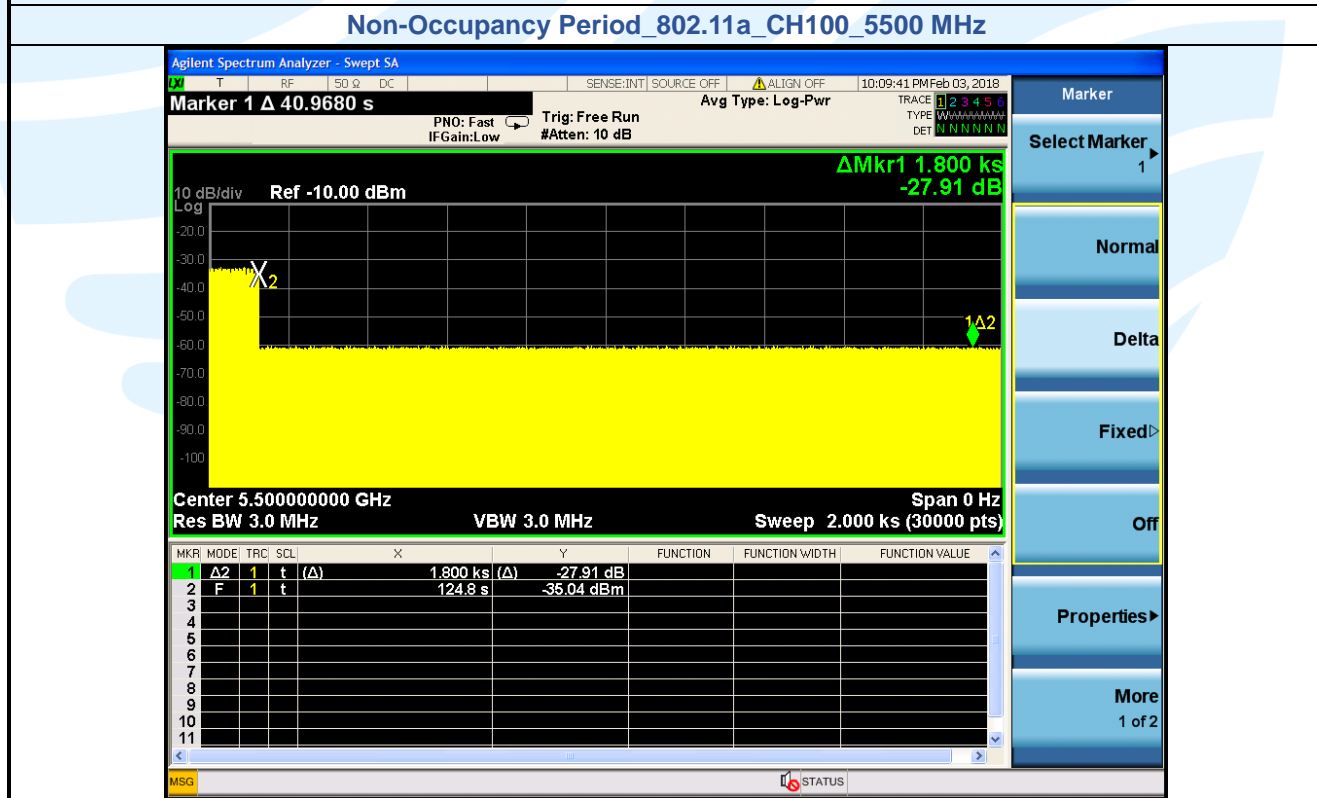 Non-Occupancy Period_802.11a_CH100_5500 MHz
Agilent Spectrum Analyzer - Swept SA
LXI T RF 50 Ω DC SENSE:INT SOURCE OFF ALIGN OFF 10:09:41 PM Feb 03, 2018
Marker 1 Δ 40.9680 s
PNO: Fast
IFGain:Low
Trig: Free Run
#Atten: 10 dB
Avg Type: Log-Pwr
TRACE 1 2 3 4 5 6
TYPE WWWWWW
DET N N N N N N
ΔMkr1 1.800 ks
-27.91 dB
10 dB/div Ref -10.00 dBm
Log
-20.0
-30.0
-40.0
-50.0
-60.0
-70.0
-80.0
-90.0
-100
X2
1Δ2
Center 5.500000000 GHz Span 0 Hz
Res BW 3.0 MHz VBW 3.0 MHz Sweep 2.000 ks (30000 pts)
MKR MODE TRC SCL X Y FUNCTION FUNCTION WIDTH FUNCTION VALUE
1 Δ2 1 t (Δ) 1.800 ks (Δ) -27.91 dB
2 F 1 t 124.8 s -35.04 dBm
3
4
5
6
7
8
9
10
11
MSG STATUS
Marker
Select Marker
1
Normal
Delta
Fixed
Off
Properties
More
1 of 2